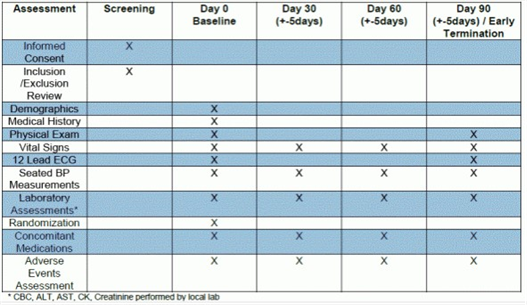 Assessment Screening Day 0 Baseline Day 30 (+-5days) Day 60 (+-5days) Day 90 (+-5days) / Early Termination
Informed Consent X
Inclusion /Exclusion Review X
Demographics X
Medical History X
Physical Exam X X
Vital Signs X X X X
12 Lead ECG X X
Seated BP Measurements X X X X
Laboratory Assessments* X X X X
Randomization X
Concomitant Medications X X X X
Adverse Events Assessment X X X X
* CBC, ALT, AST, CK, Creatinine performed by local lab